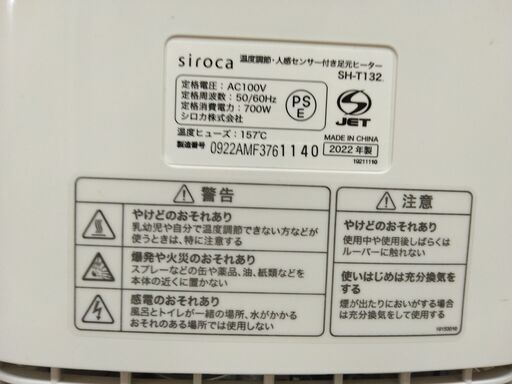 siroca 温度調節・人感センサー付き足元ヒーター
SH-T132
定格電圧：AC100V
定格周波数：50/60Hz
定格消費電力：700W
シロカ株式会社
PS
E
JET
温度ヒューズ：157℃
MADE IN CHINA
製造番号 0922AMF3761140
2022年製
19211110
警告
やけどのおそれあり
乳幼児や自分で温度調節できない方などが
使うときは、特に注意する
爆発や火災のおそれあり
スプレーなどの缶や薬品、油、紙類などを
本体の近くに置かない
感電のおそれあり
風呂とトイレが一緒の場所、水がかかる
おそれのある場所では使用しない
注意
やけどのおそれあり
使用中や使用後しばらくは
ルーバーに触れない
使いはじめは充分換気を
する
煙が出たりにおいがする場合
は充分換気をして使用する